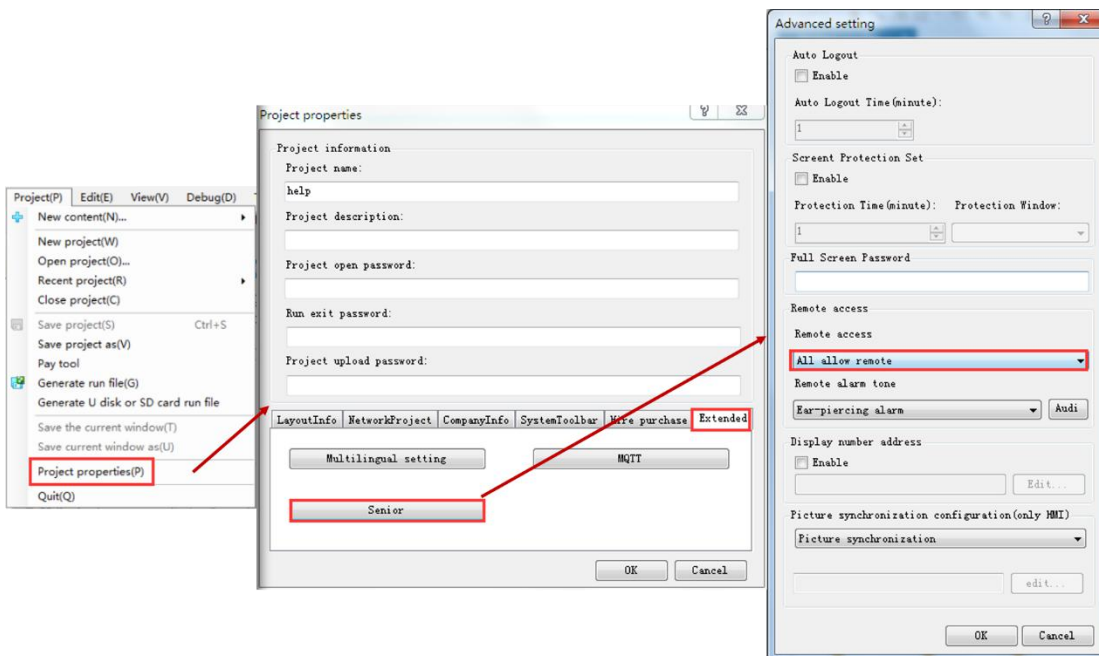 Project(P) Edit(E) View(V) Debug(D)
New content(N)...
New project(W)
Open project(O)...
Recent project(R)
Close project(C)
Save project(S) Ctrl+S
Save project as(V)
Pay tool
Generate run file(G)
Generate U disk or SD card run file
Save the current window(T)
Save current window as(U)
Project properties(P)
Quit(Q)
Project properties
Project information
Project name:
help
Project description:
Project open password:
Run exit password:
Project upload password:
LayoutInfo NetworkProject CompanyInfo SystemToolbar Hire purchase Extended
Multilingual setting MQTT
Senior
OK Cancel
Advanced setting
Auto Logout
Enable
Auto Logout Time(minute):
1
Screent Protection Set
Enable
Protection Time(minute): Protection Window:
1
Full Screen Password
Remote access
Remote access
All allow remote
Remote alarm tone
Ear-piercing alarm Audi
Display number address
Enable
Edit...
Picture synchronization configuration(only HMI)
Picture synchronization
edit...
OK Cancel